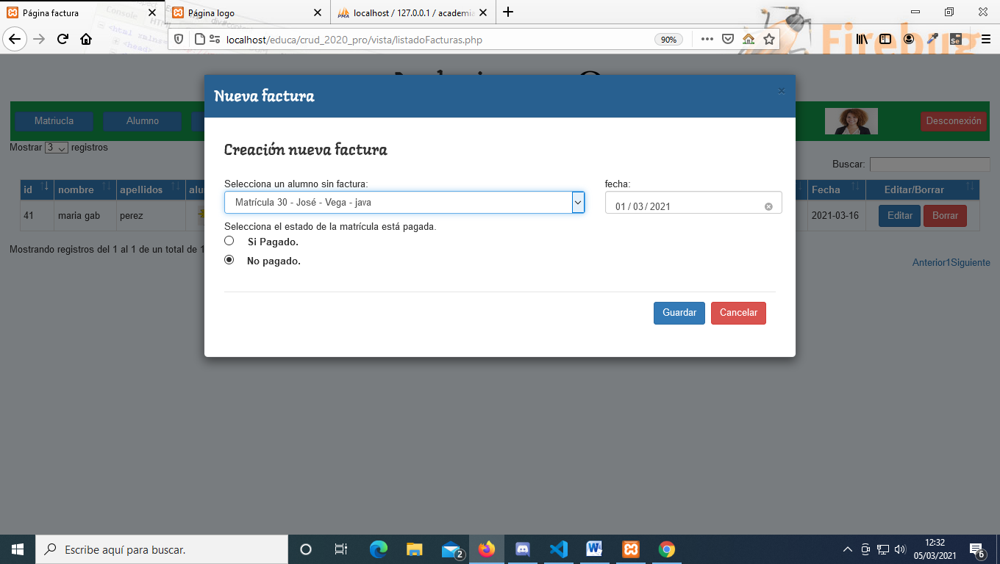 Página factura
Página logo
localhost / 127.0.0.1 / academia
localhost/educa/crud_2020_pro/vista/listadoFacturas.php
90%
Firebug
Nueva factura
×
Matriucla
Alumno
Desconexión
Mostrar 3 registros
Buscar:
Creación nueva factura
Selecciona un alumno sin factura:
fecha:
Matrícula 30 - José - Vega - java
01 / 03 / 2021
Selecciona el estado de la matrícula está pagada.
Si Pagado.
No pagado.
Guardar
Cancelar
id
nombre
apellidos
Fecha
Editar/Borrar
41
maria gab
perez
2021-03-16
Editar
Borrar
Mostrando registros del 1 al 1 de un total de 1
Anterior1Siguiente
Escribe aquí para buscar.
2
12:32
05/03/2021
6